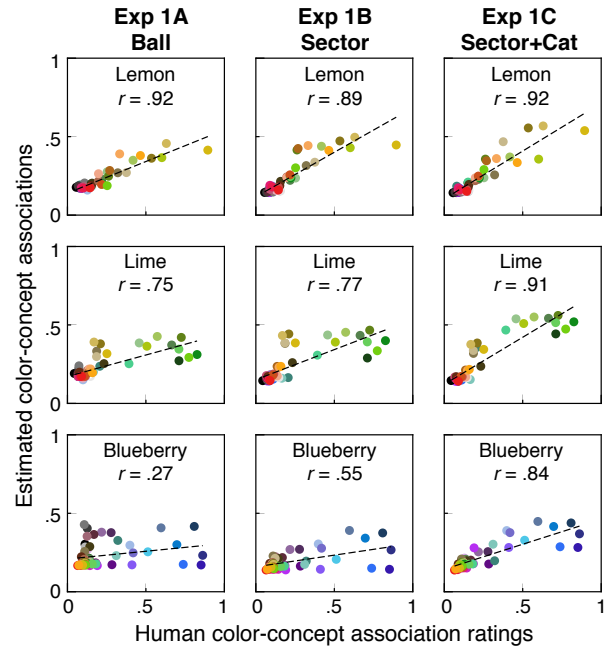 Exp 1A Exp 1B Exp 1C
Ball Sector Sector+Cat
1
Lemon Lemon Lemon
r = .92 r = .89 r = .92
.5
0
1
Lime Lime Lime
r = .75 r = .77 r = .91
.5
0
1
Blueberry Blueberry Blueberry
r = .27 r = .55 r = .84
.5
0
0 .5 1 0 .5 1 0 .5 1
Human color-concept association ratings
Estimated color-concept associations